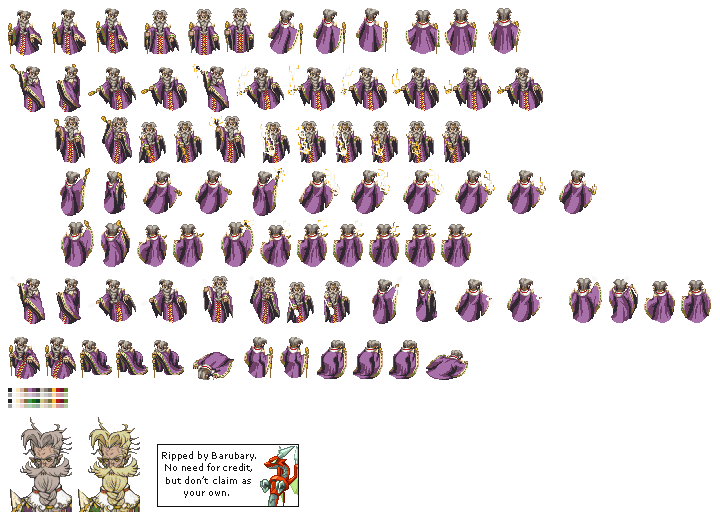 Ripped by Barubary.
No need for credit,
but don't claim as
your own.